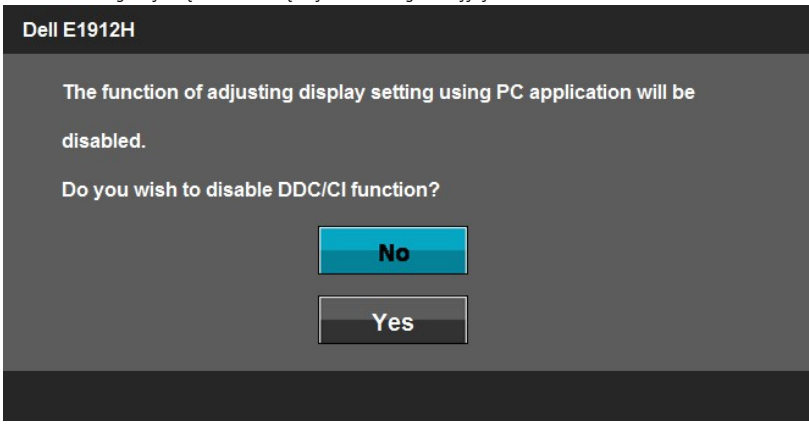 Dell E1912H
The function of adjusting display setting using PC application will be
disabled.
Do you wish to disable DDC/CI function?
No
Yes